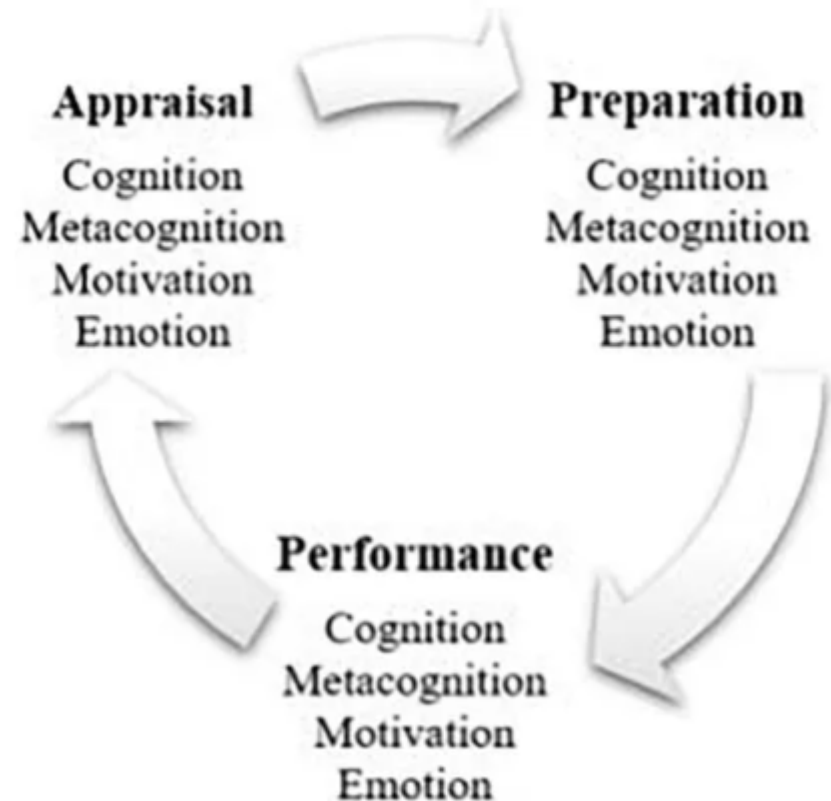 Appraisal
Cognition
Metacognition
Motivation
Emotion
Preparation
Cognition
Metacognition
Motivation
Emotion
Performance
Cognition
Metacognition
Motivation
Emotion